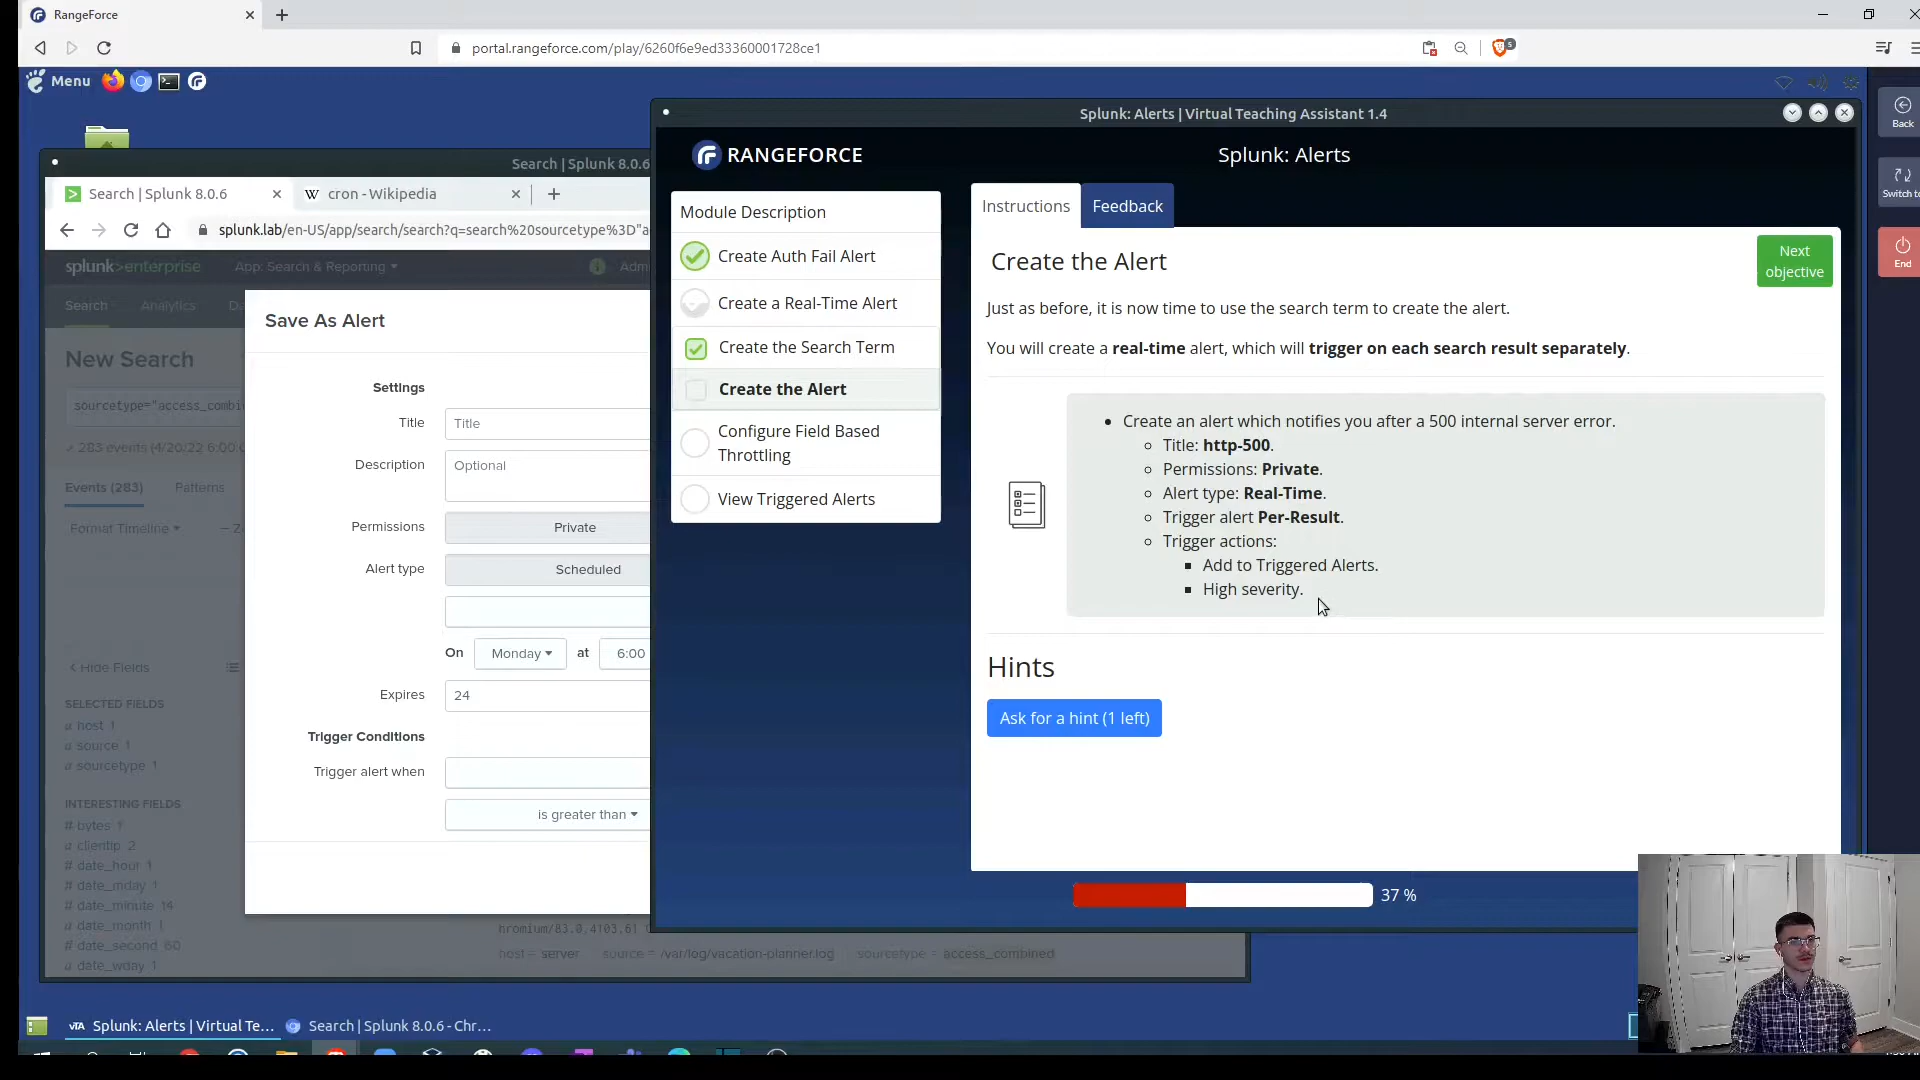 RangeForce
portal.rangeforce.com/play/6260f6e9ed33360001728ce1
5
Menu
Back
Switch to
End
Search | Splunk 8.0.6
Search | Splunk 8.0.6
cron - Wikipedia
splunk.lab/en-US/app/search/search?q=search%20sourcetype%3D"a
splunk>enterprise
App: Search & Reporting
Search
Analytics
New Search
sourcetype="access_combi
283 events (4/20/22 6:00:
Events (283)
Patterns
Format Timeline
Hide Fields
SELECTED FIELDS
a host 1
a source 1
a sourcetype 1
INTERESTING FIELDS
# bytes 1
a clientip 2
# date_hour 1
# date_mday 1
# date_minute 14
a date_month 1
# date_second 60
a date_wday 1
Save As Alert
Settings
Title
Title
Description
Optional
Permissions
Private
Alert type
Scheduled
On
Monday
at
6:00
Expires
24
Trigger Conditions
Trigger alert when
is greater than
hromium/83.0.4103.61
host = server
source = /var/log/vacation-planner.log
sourcetype = access_combined
Splunk: Alerts | Virtual Teaching Assistant 1.4
RANGEFORCE
Splunk: Alerts
Module Description
Create Auth Fail Alert
Create a Real-Time Alert
Create the Search Term
Create the Alert
Configure Field Based
Throttling
View Triggered Alerts
Instructions
Feedback
Create the Alert
Next
objective
Just as before, it is now time to use the search term to create the alert.
You will create a real-time alert, which will trigger on each search result separately.
• Create an alert which notifies you after a 500 internal server error.
Title: http-500.
Permissions: Private.
Alert type: Real-Time.
Trigger alert Per-Result.
Trigger actions:
Add to Triggered Alerts.
High severity.
Hints
Ask for a hint (1 left)
37 %
vTA
Splunk: Alerts | Virtual Te...
Search | Splunk 8.0.6 - Chr...